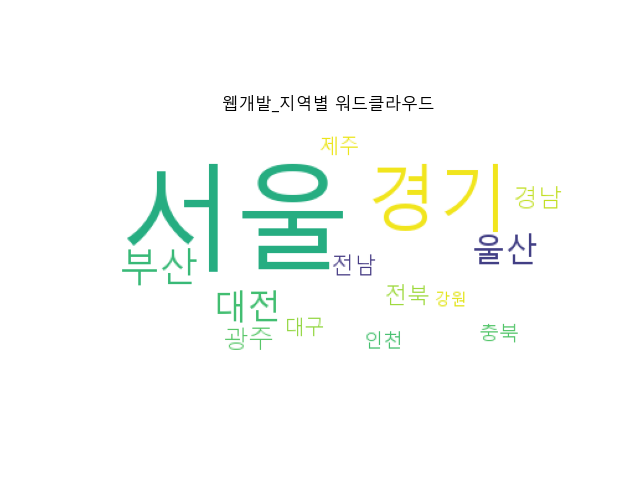 웹개발_지역별 워드클라우드
제주
서울
경기
경남
부산
전남
울산
대전
전북
강원
광주
대구
인천
충북